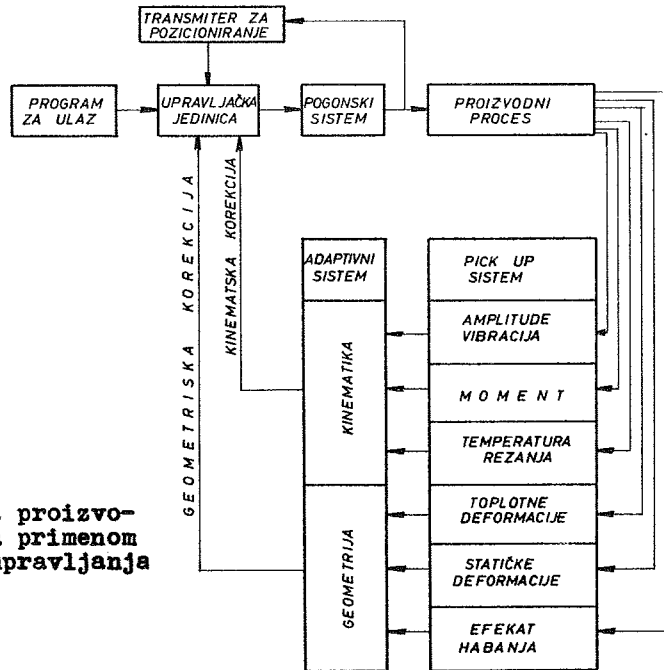 TRANSMITER ZA
POZICIONIRANJE
PROGRAM
ZA ULAZ
UPRAVLJAČKA
JEDINICA
POGONSKI
SISTEM
PROIZVODNI
PROCES
GEOMETRISKA KOREKCIJA
KINEMATSKA KOREKCIJA
ADAPTIVNI
SISTEM
KINEMATIKA
GEOMETRIJA
PICK UP
SISTEM
AMPLITUDE
VIBRACIJA
MOMENT
TEMPERATURA
REZANJA
TOPLOTNE
DEFORMACIJE
STATIČKE
DEFORMACIJE
EFEKAT
HABANJA
proizvo-
primenom
upravljanja